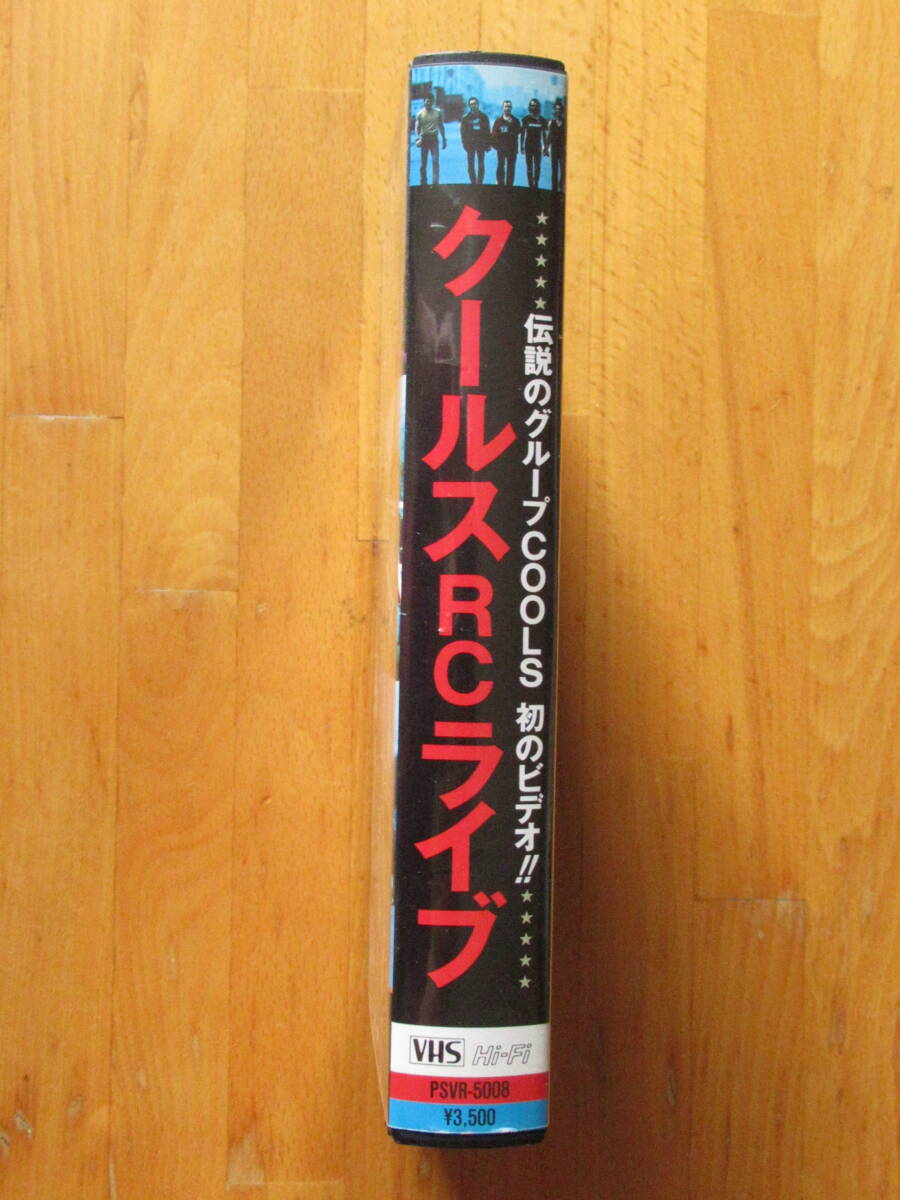 伝説のグループCOOLS 初のビデオ!!
クールスRCライブ
VHS Hi-Fi
PSVR-5008
¥3,500